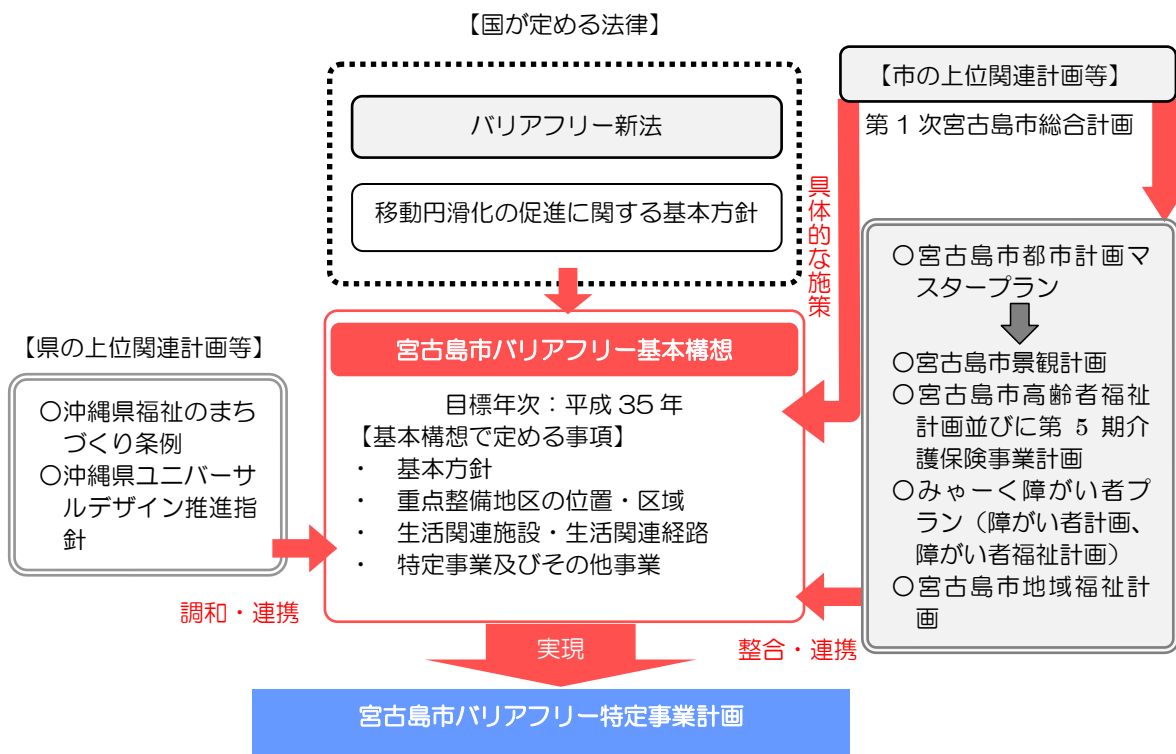 【国が定める法律】
バリアフリー新法
移動円滑化の促進に関する基本方針
【市の上位関連計画等】
第1次宮古島市総合計画
具体的な施策
○宮古島市都市計画マ
スタープラン
○宮古島市景観計画
○宮古島市高齢者福祉
計画並びに第 5 期介
護保険事業計画
○みゃーく障がい者プ
ラン（障がい者計画、
障がい者福祉計画）
○宮古島市地域福祉計
画
【県の上位関連計画等】
○沖縄県福祉のまち
づくり条例
○沖縄県ユニバーサ
ルデザイン推進指
針
調和・連携
宮古島市バリアフリー基本構想
目標年次：平成 35 年
【基本構想で定める事項】
・ 基本方針
・ 重点整備地区の位置・区域
・ 生活関連施設・生活関連経路
・ 特定事業及びその他事業
整合・連携
実現
宮古島市バリアフリー特定事業計画